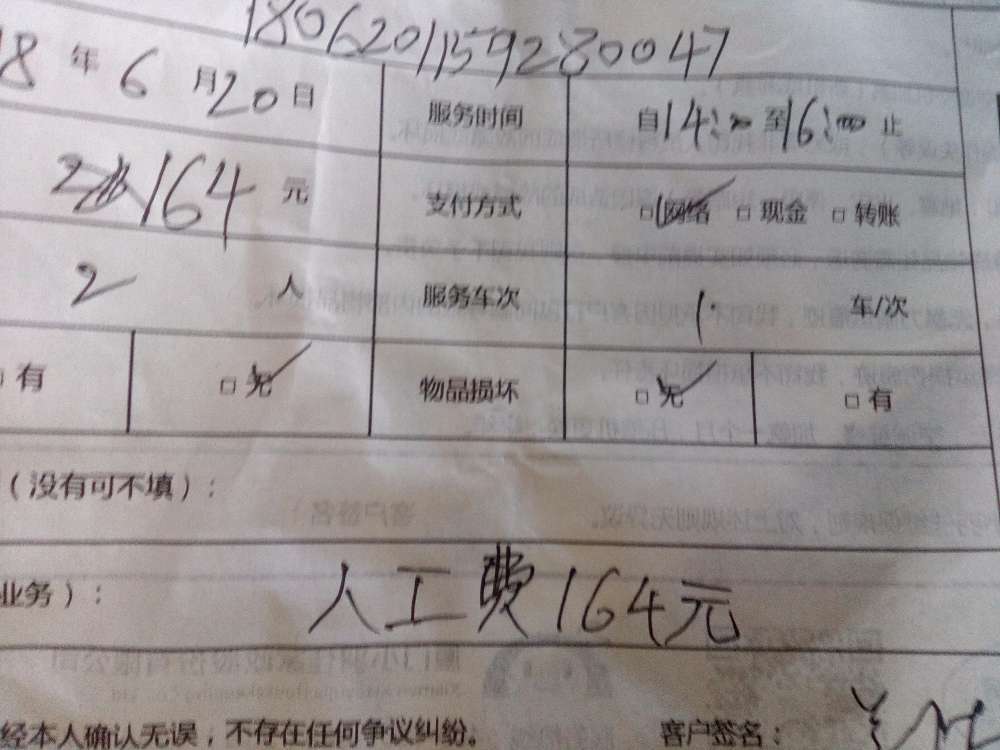 1806201159280047
18 年 6 月 20 日 服务时间 自 14:00 至 16:00 止
164 元 支付方式 □ 网络 □ 现金 □ 转账
2 人 服务车次 1. 车/次
□ 有 □ 无 物品损坏 □ 无 □ 有
（没有可不填）：
业务）： 人工费164元
经本人确认无误，不存在任何争议纠纷。 客户签名：